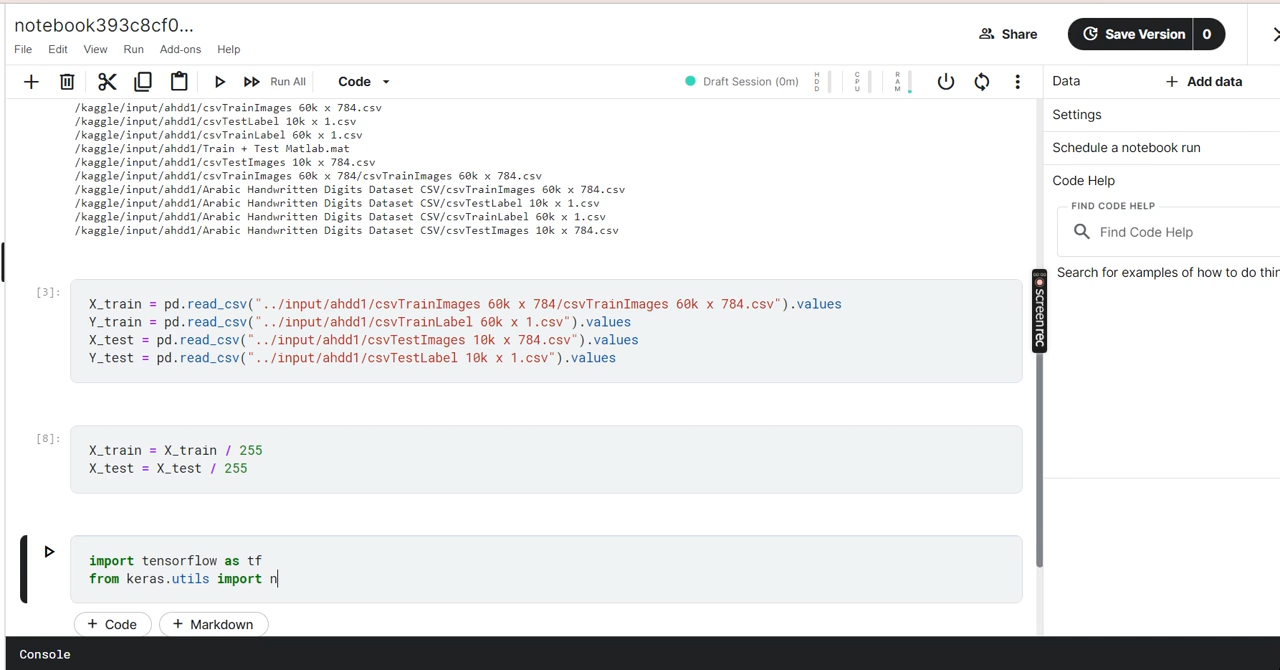 notebook393c8cf0...
File Edit View Run Add-ons Help
Share
Save Version 0
Run All
Code
Draft Session (0m)
HDD
CPU
RAM
Data
+ Add data
/kaggle/input/ahdd1/csvTrainImages 60k x 784.csv
/kaggle/input/ahdd1/csvTestLabel 10k x 1.csv
/kaggle/input/ahdd1/csvTrainLabel 60k x 1.csv
/kaggle/input/ahdd1/Train + Test Matlab.mat
/kaggle/input/ahdd1/csvTestImages 10k x 784.csv
/kaggle/input/ahdd1/csvTrainImages 60k x 784/csvTrainImages 60k x 784.csv
/kaggle/input/ahdd1/Arabic Handwritten Digits Dataset CSV/csvTrainImages 60k x 784.csv
/kaggle/input/ahdd1/Arabic Handwritten Digits Dataset CSV/csvTestLabel 10k x 1.csv
/kaggle/input/ahdd1/Arabic Handwritten Digits Dataset CSV/csvTrainLabel 60k x 1.csv
/kaggle/input/ahdd1/Arabic Handwritten Digits Dataset CSV/csvTestImages 10k x 784.csv
[3]:
X_train = pd.read_csv("../input/ahdd1/csvTrainImages 60k x 784/csvTrainImages 60k x 784.csv").values
Y_train = pd.read_csv("../input/ahdd1/csvTrainLabel 60k x 1.csv").values
X_test = pd.read_csv("../input/ahdd1/csvTestImages 10k x 784.csv").values
Y_test = pd.read_csv("../input/ahdd1/csvTestLabel 10k x 1.csv").values
[8]:
X_train = X_train / 255
X_test = X_test / 255
import tensorflow as tf
from keras.utils import n
+ Code
+ Markdown
Console
Settings
Schedule a notebook run
Code Help
FIND CODE HELP
Find Code Help
Search for examples of how to do thin
screenrec